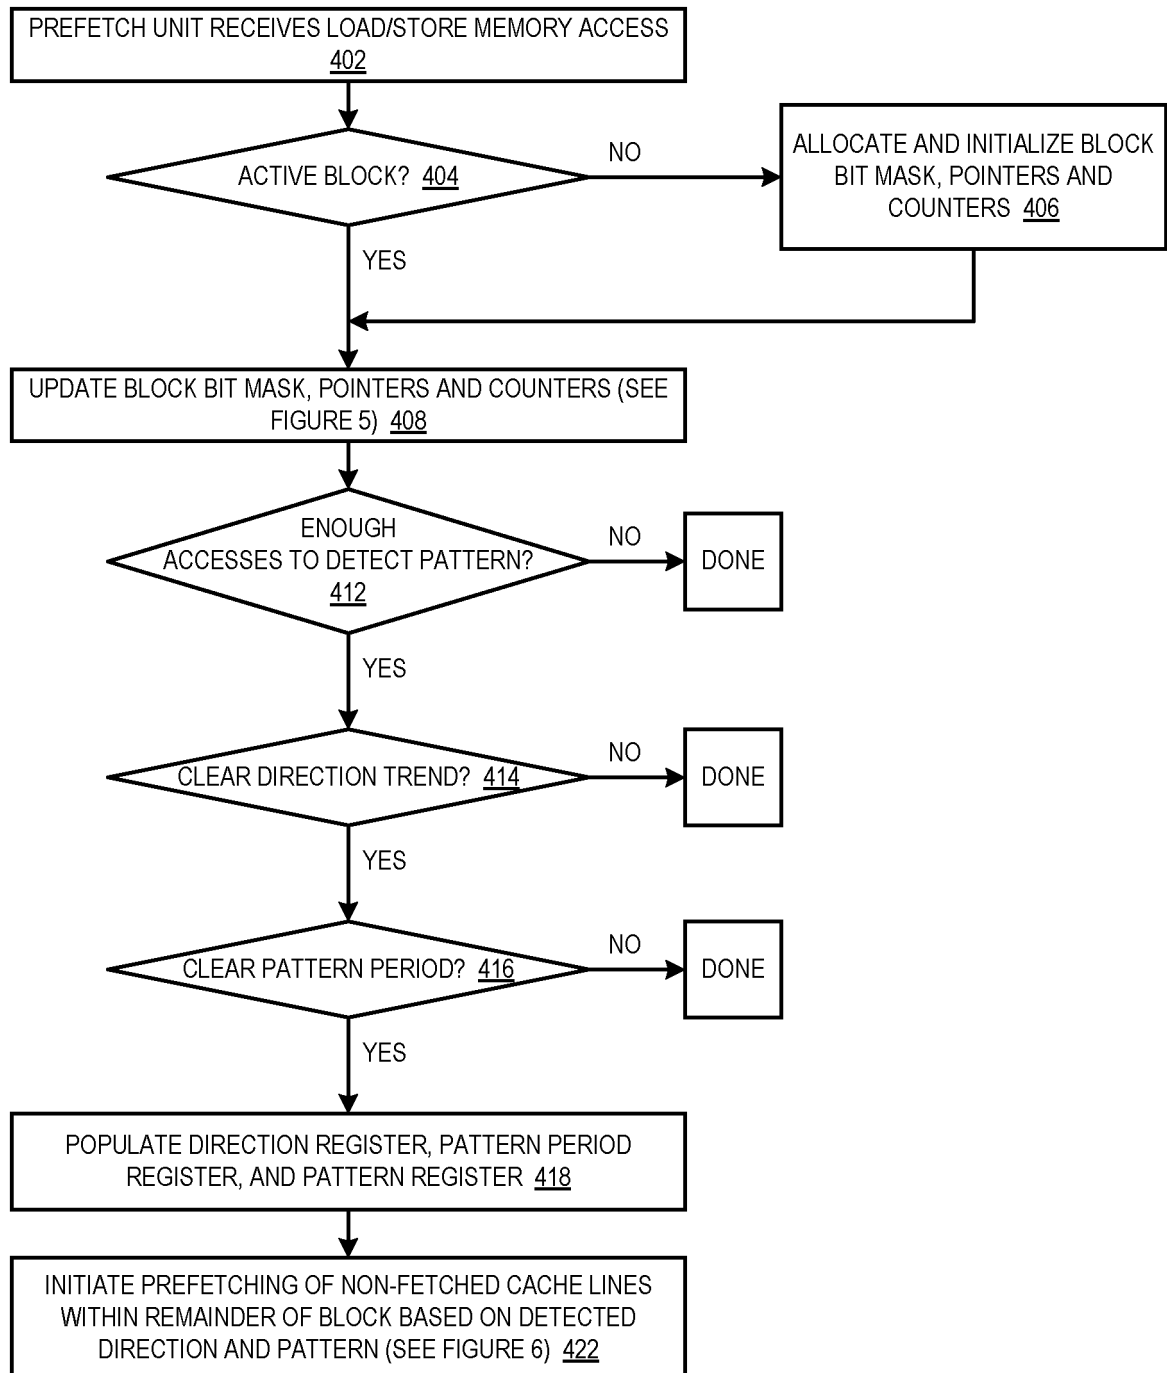 PREFETCH UNIT RECEIVES LOAD/STORE MEMORY ACCESS
402
ACTIVE BLOCK? 404
NO
ALLOCATE AND INITIALIZE BLOCK
BIT MASK, POINTERS AND
COUNTERS 406
YES
UPDATE BLOCK BIT MASK, POINTERS AND COUNTERS (SEE
FIGURE 5) 408
ENOUGH
ACCESSES TO DETECT PATTERN?
412
NO
DONE
YES
CLEAR DIRECTION TREND? 414
NO
DONE
YES
CLEAR PATTERN PERIOD? 416
NO
DONE
YES
POPULATE DIRECTION REGISTER, PATTERN PERIOD
REGISTER, AND PATTERN REGISTER 418
INITIATE PREFETCHING OF NON-FETCHED CACHE LINES
WITHIN REMAINDER OF BLOCK BASED ON DETECTED
DIRECTION AND PATTERN (SEE FIGURE 6) 422